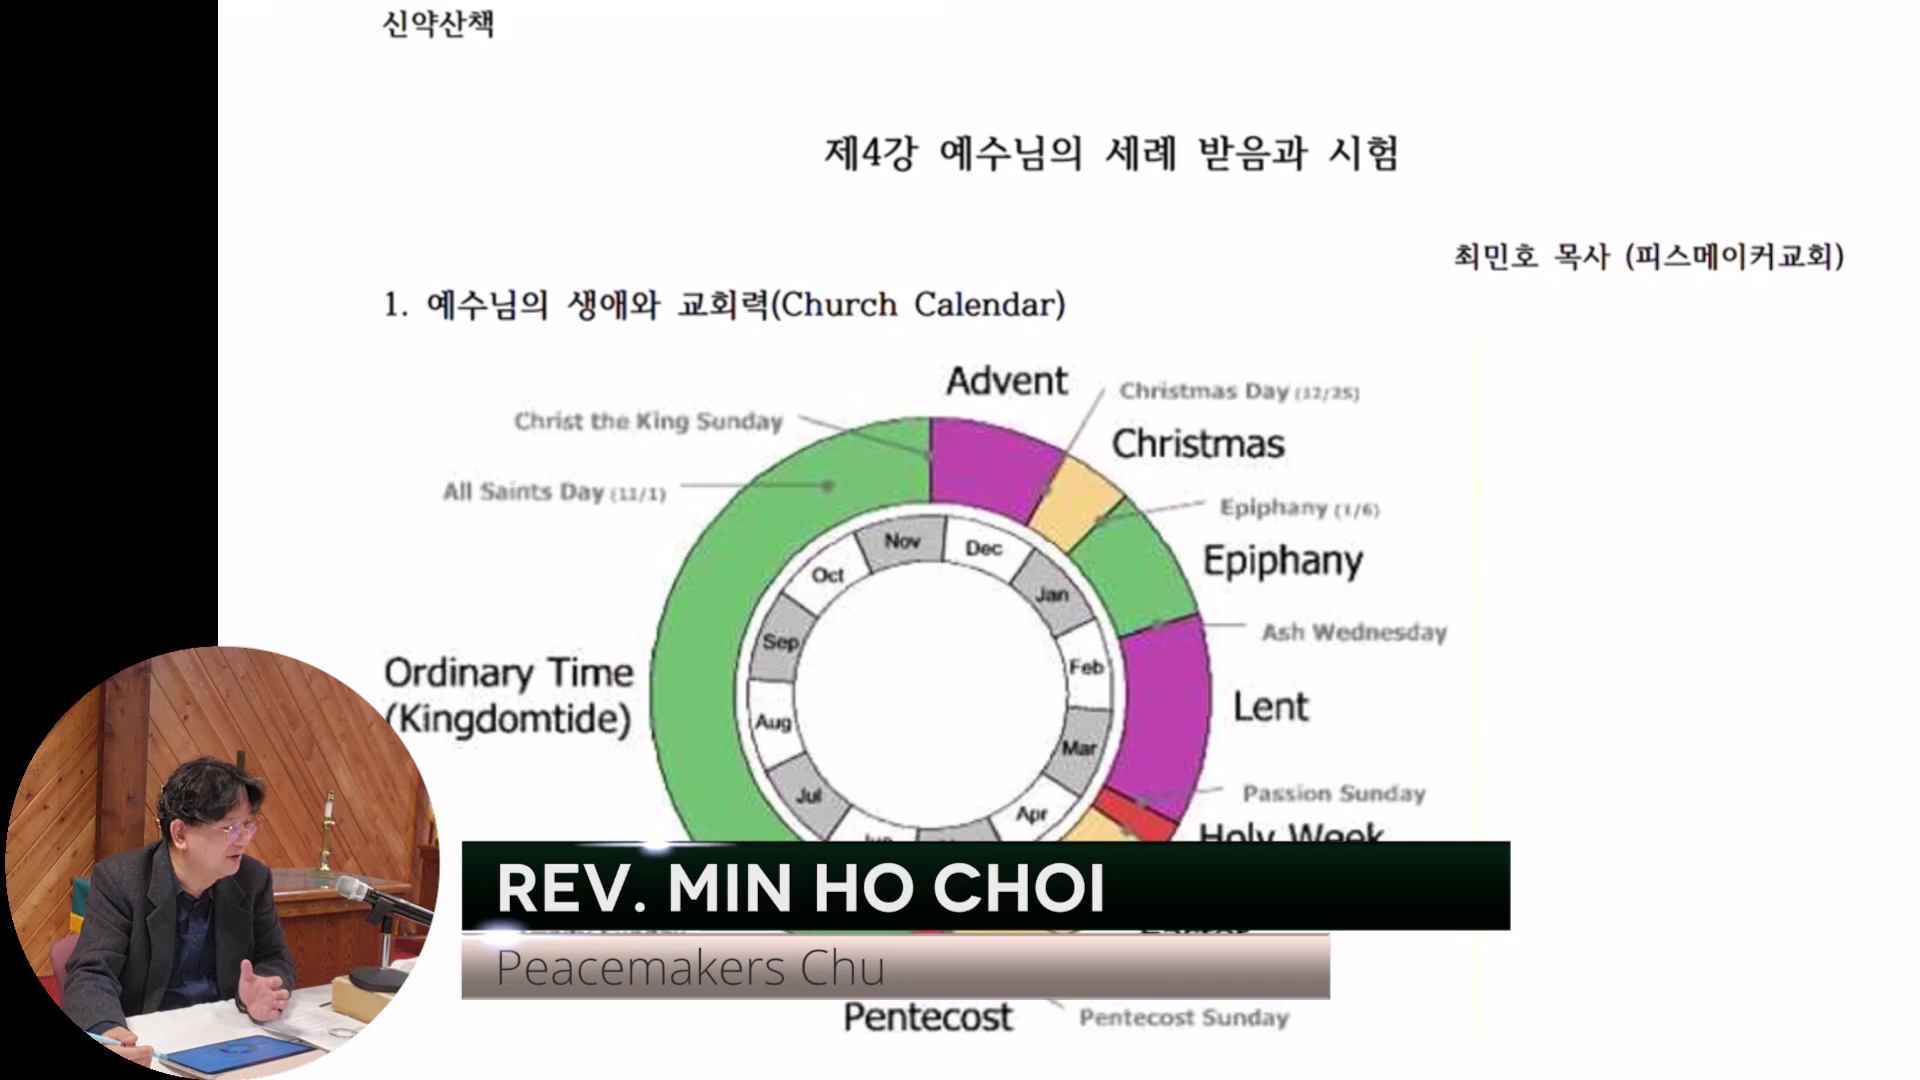 신약산책
제4강 예수님의 세례 받음과 시험
최민호 목사 (피스메이커교회)
1. 예수님의 생애와 교회력(Church Calendar)
Advent
Christmas Day (12/25)
Christ the King Sunday
Christmas
All Saints Day (11/1)
Epiphany (1/6)
Epiphany
Nov
Dec
Oct
Jan
Ash Wednesday
Sep
Feb
Ordinary Time
(Kingdomtide)
Lent
Aug
Mar
Jul
Apr
Passion Sunday
Holy Week
REV. MIN HO CHOI
Peacemakers Chu
Pentecost
Pentecost Sunday